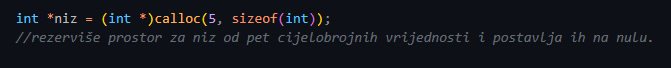 int *niz = (int *)calloc(5, sizeof(int));
//rezerviše prostor za niz od pet cijelobrojnih vrijednosti i postavlja ih na nulu.